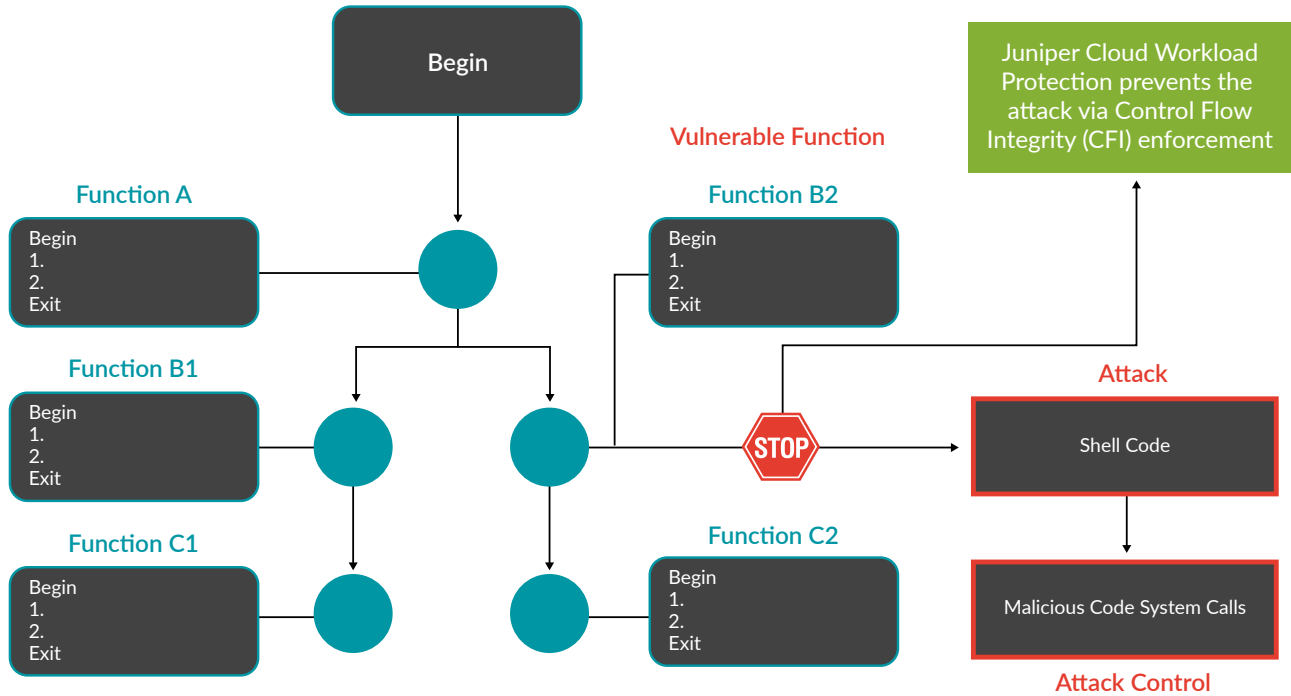 Begin
Juniper Cloud Workload
Protection prevents the
attack via Control Flow
Integrity (CFI) enforcement
Vulnerable Function
Function A
Begin
1.
2.
Exit
Function B2
Begin
1.
2.
Exit
Function B1
Begin
1.
2.
Exit
STOP
Attack
Shell Code
Function C1
Begin
1.
2.
Exit
Function C2
Begin
1.
2.
Exit
Malicious Code System Calls
Attack Control